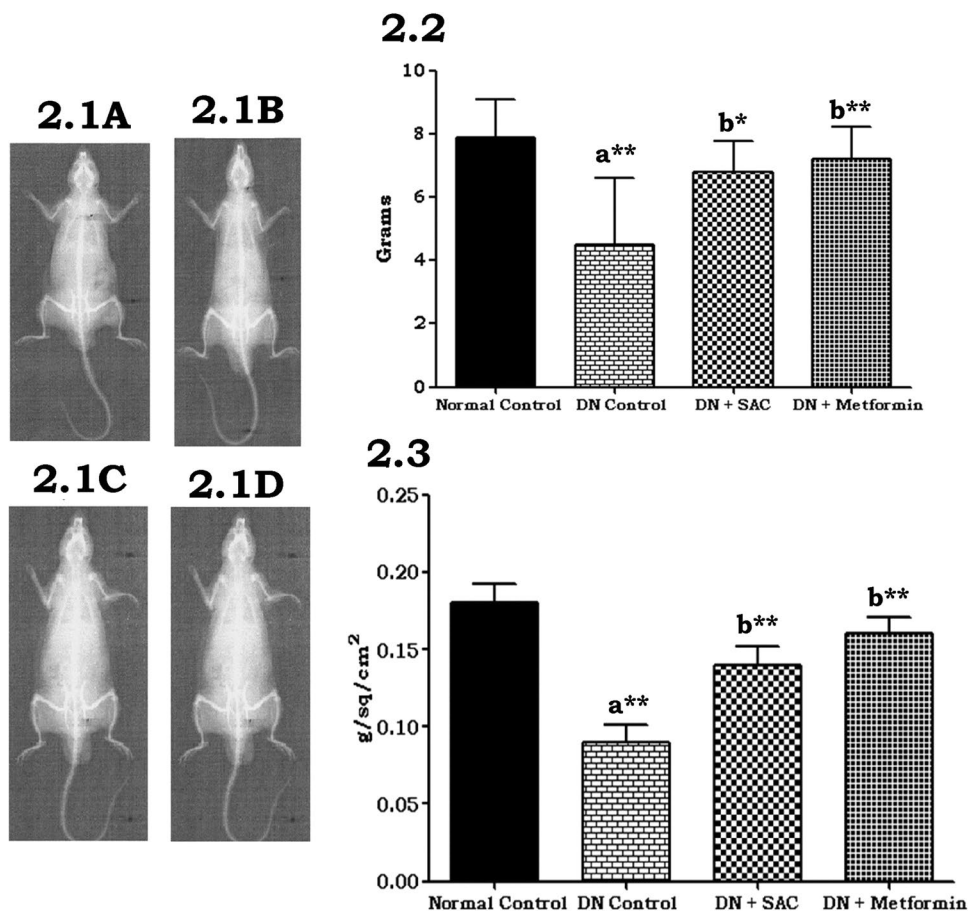 2.1A
2.1B
2.1C
2.1D
2.2
10
8
6
4
2
0
Grams
a**
b*
b**
Normal Control
DN Control
DN + SAC
DN + Metformin
2.3
0.25
0.20
0.15
0.10
0.05
0.00
g/sq/cm²
a**
b**
b**
Normal Control
DN Control
DN + SAC
DN + Metformin